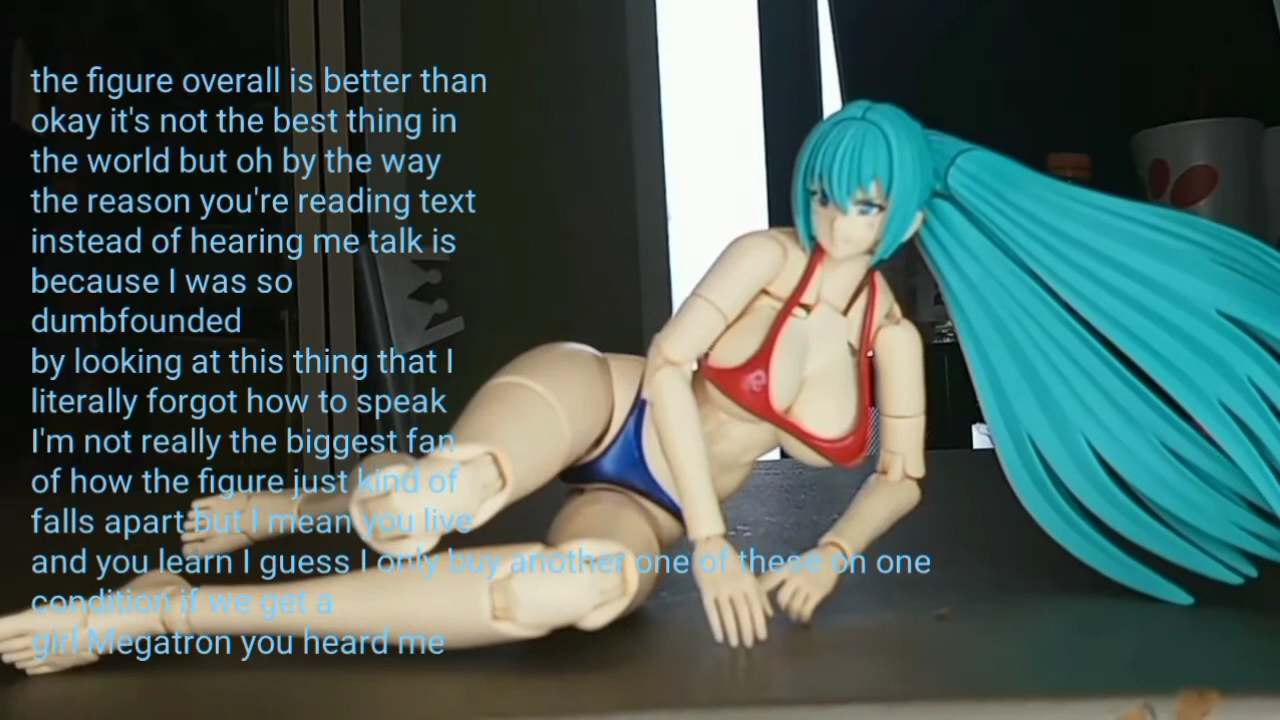 the figure overall is better than
okay it's not the best thing in
the world but oh by the way
the reason you're reading text
instead of hearing me talk is
because I was so
dumbfounded
by looking at this thing that I
literally forgot how to speak
I'm not really the biggest fan
of how the figure just kind of
falls apart but I mean you live
and you learn I guess I only buy another one of these on one
condition if we get a
girl Megatron you heard me